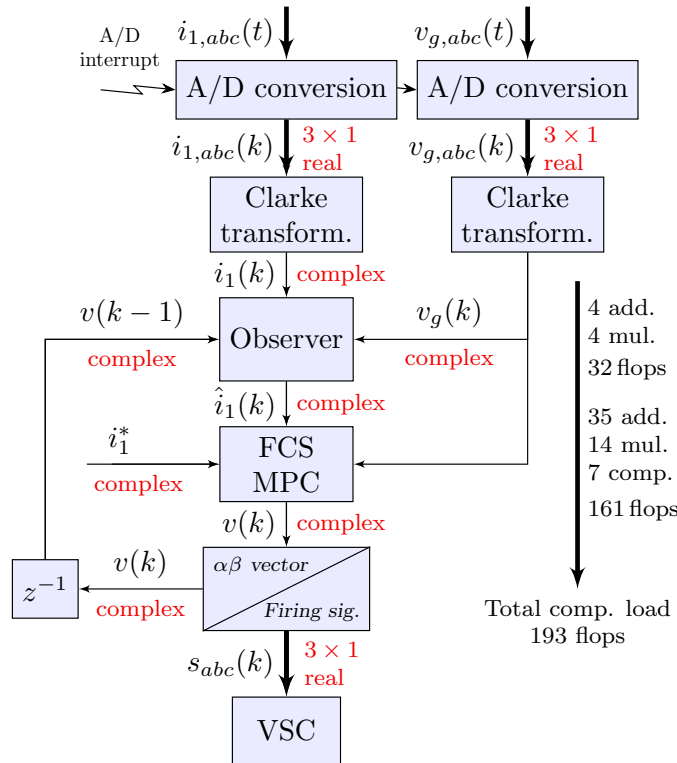 i_{1,abc}(t)
v_{g,abc}(t)
A/D
interrupt
A/D conversion
A/D conversion
i_{1,abc}(k)
3 × 1
real
v_{g,abc}(k)
3 × 1
real
Clarke
transform.
Clarke
transform.
i_1(k)
complex
v(k − 1)
complex
Observer
v_g(k)
complex
4 add.
4 mul.
32 flops
î_1(k)
complex
i_1^*
complex
FCS
MPC
35 add.
14 mul.
7 comp.
161 flops
v(k)
complex
z^{−1}
v(k)
complex
αβ vector
Firing sig.
Total comp. load
193 flops
s_{abc}(k)
3 × 1
real
VSC